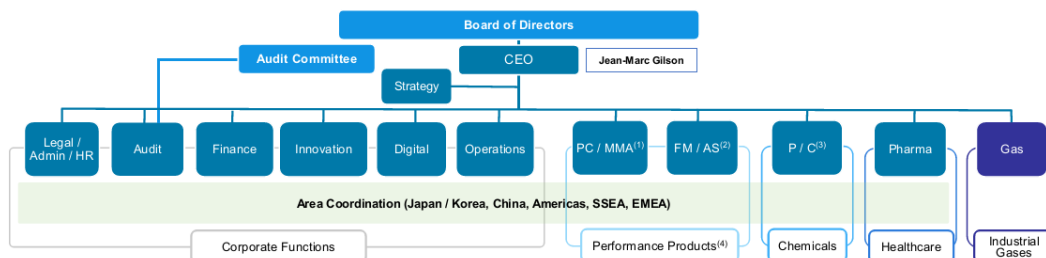 Board of Directors
Audit Committee
CEO
Jean-Marc Gilson
Strategy
Legal /
Admin / HR
Audit
Finance
Innovation
Digital
Operations
PC / MMA(1)
FM / AS(2)
P / C(3)
Pharma
Gas
Area Coordination (Japan / Korea, China, Americas, SSEA, EMEA)
Corporate Functions
Performance Products(4)
Chemicals
Healthcare
Industrial
Gases